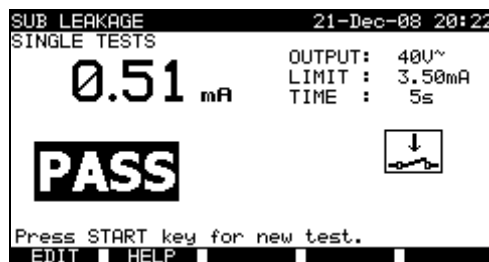 SUB LEAKAGE 21-Dec-08 20:22
SINGLE TESTS
0.51 mA
OUTPUT: 40V~
LIMIT : 3.50mA
TIME : 5s
PASS
Press START key for new test.
EDIT HELP